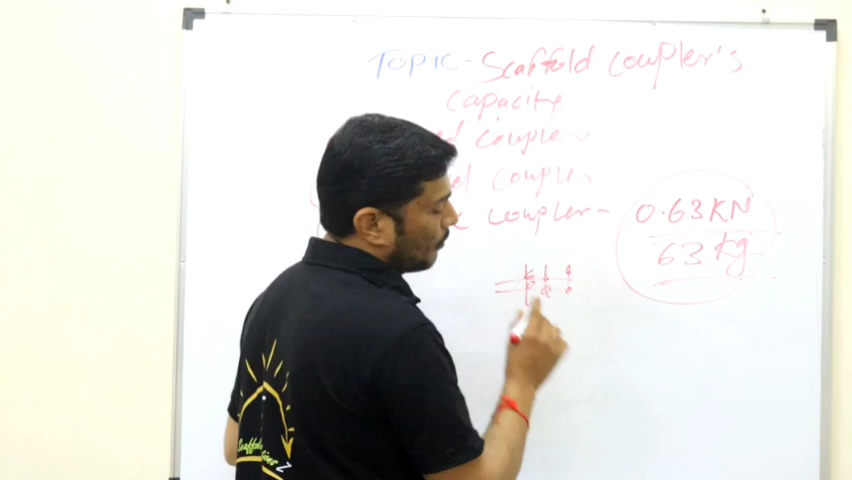 TOPIC - Scaffold coupler's
capacity
coupler
coupler
coupler -
0.63 KN
63 kg